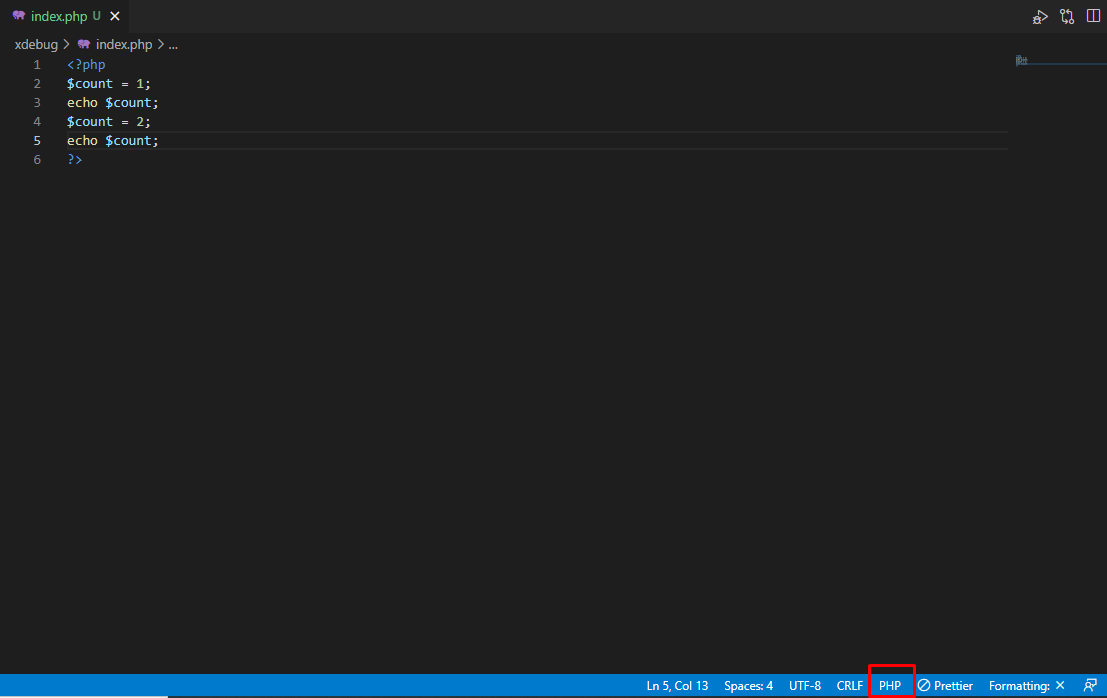 index.php U
xdebug > index.php > ...
1 <?php
2 $count = 1;
3 echo $count;
4 $count = 2;
5 echo $count;
6 ?>
Ln 5, Col 13 Spaces: 4 UTF-8 CRLF PHP Prettier Formatting: ×